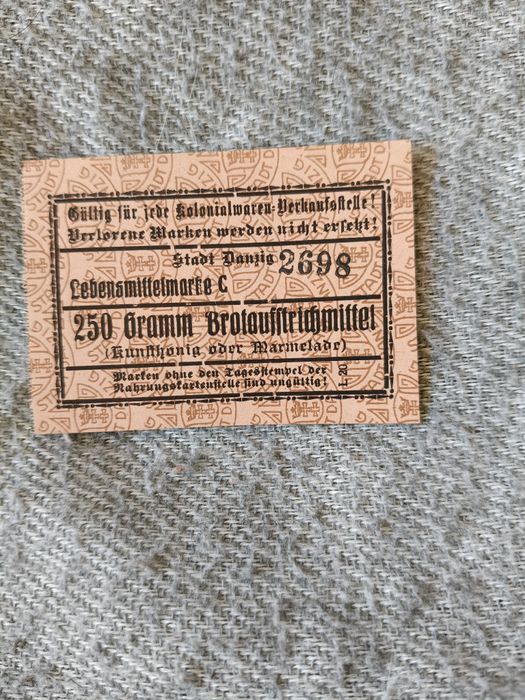 Gültig für jede Kolonialwaren-Verkaufsstelle!
Verlorene Marken werden nicht ersetzt!
Stadt Danzig 2698
Lebensmittelmarke C
250 Gramm Brotaufstrichmittel
(Kunsthonig oder Marmelade)
Marken ohne den Tagesstempel der
Nahrungskartenstelle sind ungültig!